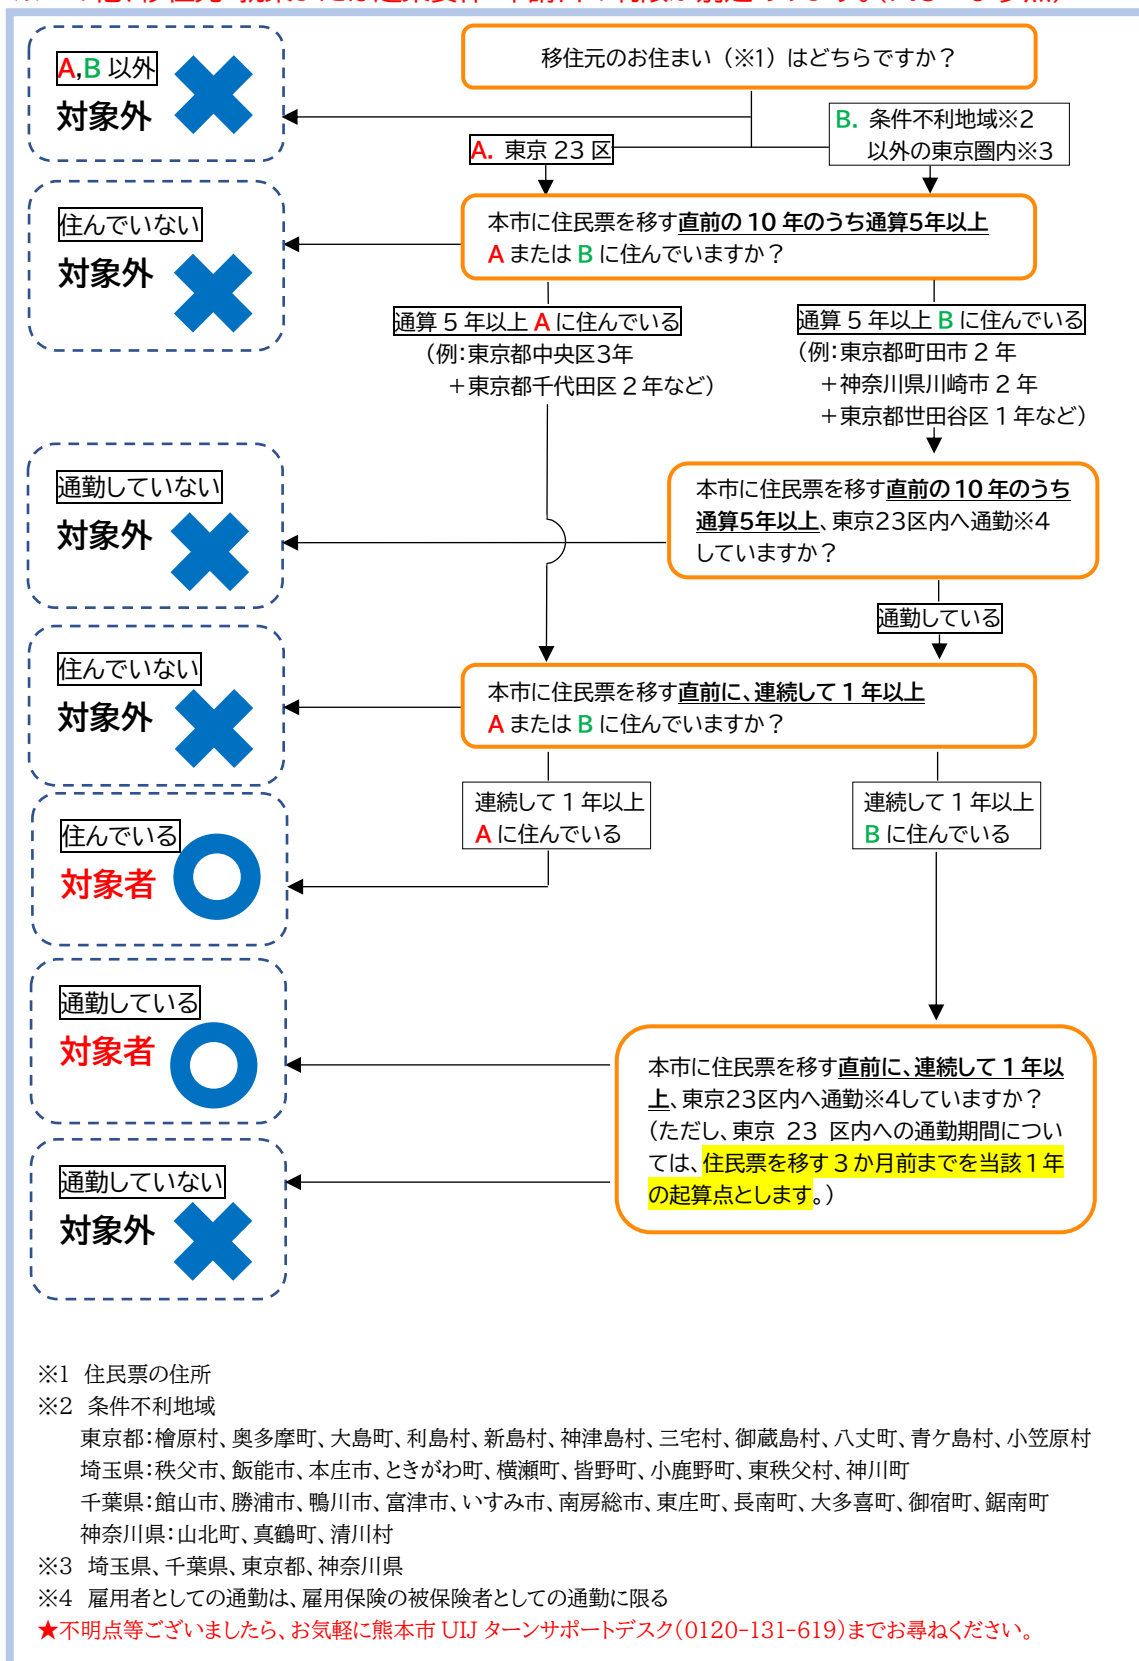 移住元のお住まい（※1）はどちらですか？
A,B 以外
対象外
A. 東京 23 区
B. 条件不利地域※2
以外の東京圏内※3
本市に住民票を移す直前の 10 年のうち通算5年以上
A または B に住んでいますか？
住んでいない
対象外
通算 5 年以上 A に住んでいる
（例：東京都中央区3年
＋東京都千代田区 2 年など）
通算 5 年以上 B に住んでいる
（例：東京都町田市 2 年
＋神奈川県川崎市 2 年
＋東京都世田谷区 1 年など）
本市に住民票を移す直前の 10 年のうち
通算5年以上、東京23区内へ通勤※4
していますか？
通勤していない
対象外
通勤している
本市に住民票を移す直前に、連続して 1 年以上
A または B に住んでいますか？
住んでいない
対象外
連続して 1 年以上
A に住んでいる
連続して 1 年以上
B に住んでいる
住んでいる
対象者
本市に住民票を移す直前に、連続して 1 年以
上、東京23区内へ通勤※4していますか？
（ただし、東京 23 区内への通勤期間につい
ては、住民票を移す 3 か月前までを当該 1 年
の起算点とします。）
通勤している
対象者
通勤していない
対象外
※1 住民票の住所
※2 条件不利地域
東京都：檜原村、奥多摩町、大島町、利島村、新島村、神津島村、三宅村、御蔵島村、八丈町、青ケ島村、小笠原村
埼玉県：秩父市、飯能市、本庄市、ときがわ町、横瀬町、皆野町、小鹿野町、東秩父村、神川町
千葉県：館山市、勝浦市、鴨川市、富津市、いすみ市、南房総市、東庄町、長南町、大多喜町、御宿町、鋸南町
神奈川県：山北町、真鶴町、清川村
※3 埼玉県、千葉県、東京都、神奈川県
※4 雇用者としての通勤は、雇用保険の被保険者としての通勤に限る
★不明点等ございましたら、お気軽に熊本市 UIJ ターンサポートデスク（0120-131-619）までお尋ねください。